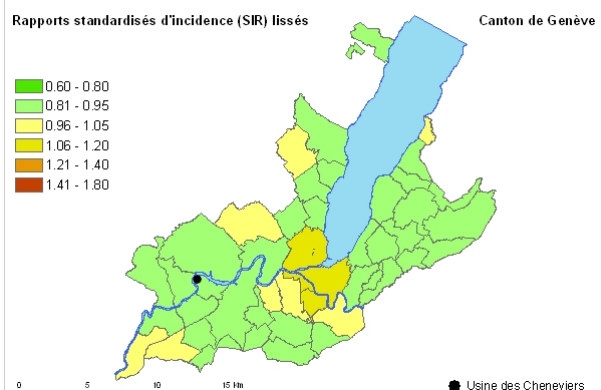 Rapports standardisés d'incidence (SIR) lissés
Canton de Genève
0.60 - 0.80
0.81 - 0.95
0.96 - 1.05
1.06 - 1.20
1.21 - 1.40
1.41 - 1.80
0 5 10 15 Km
Usine des Cheneviers